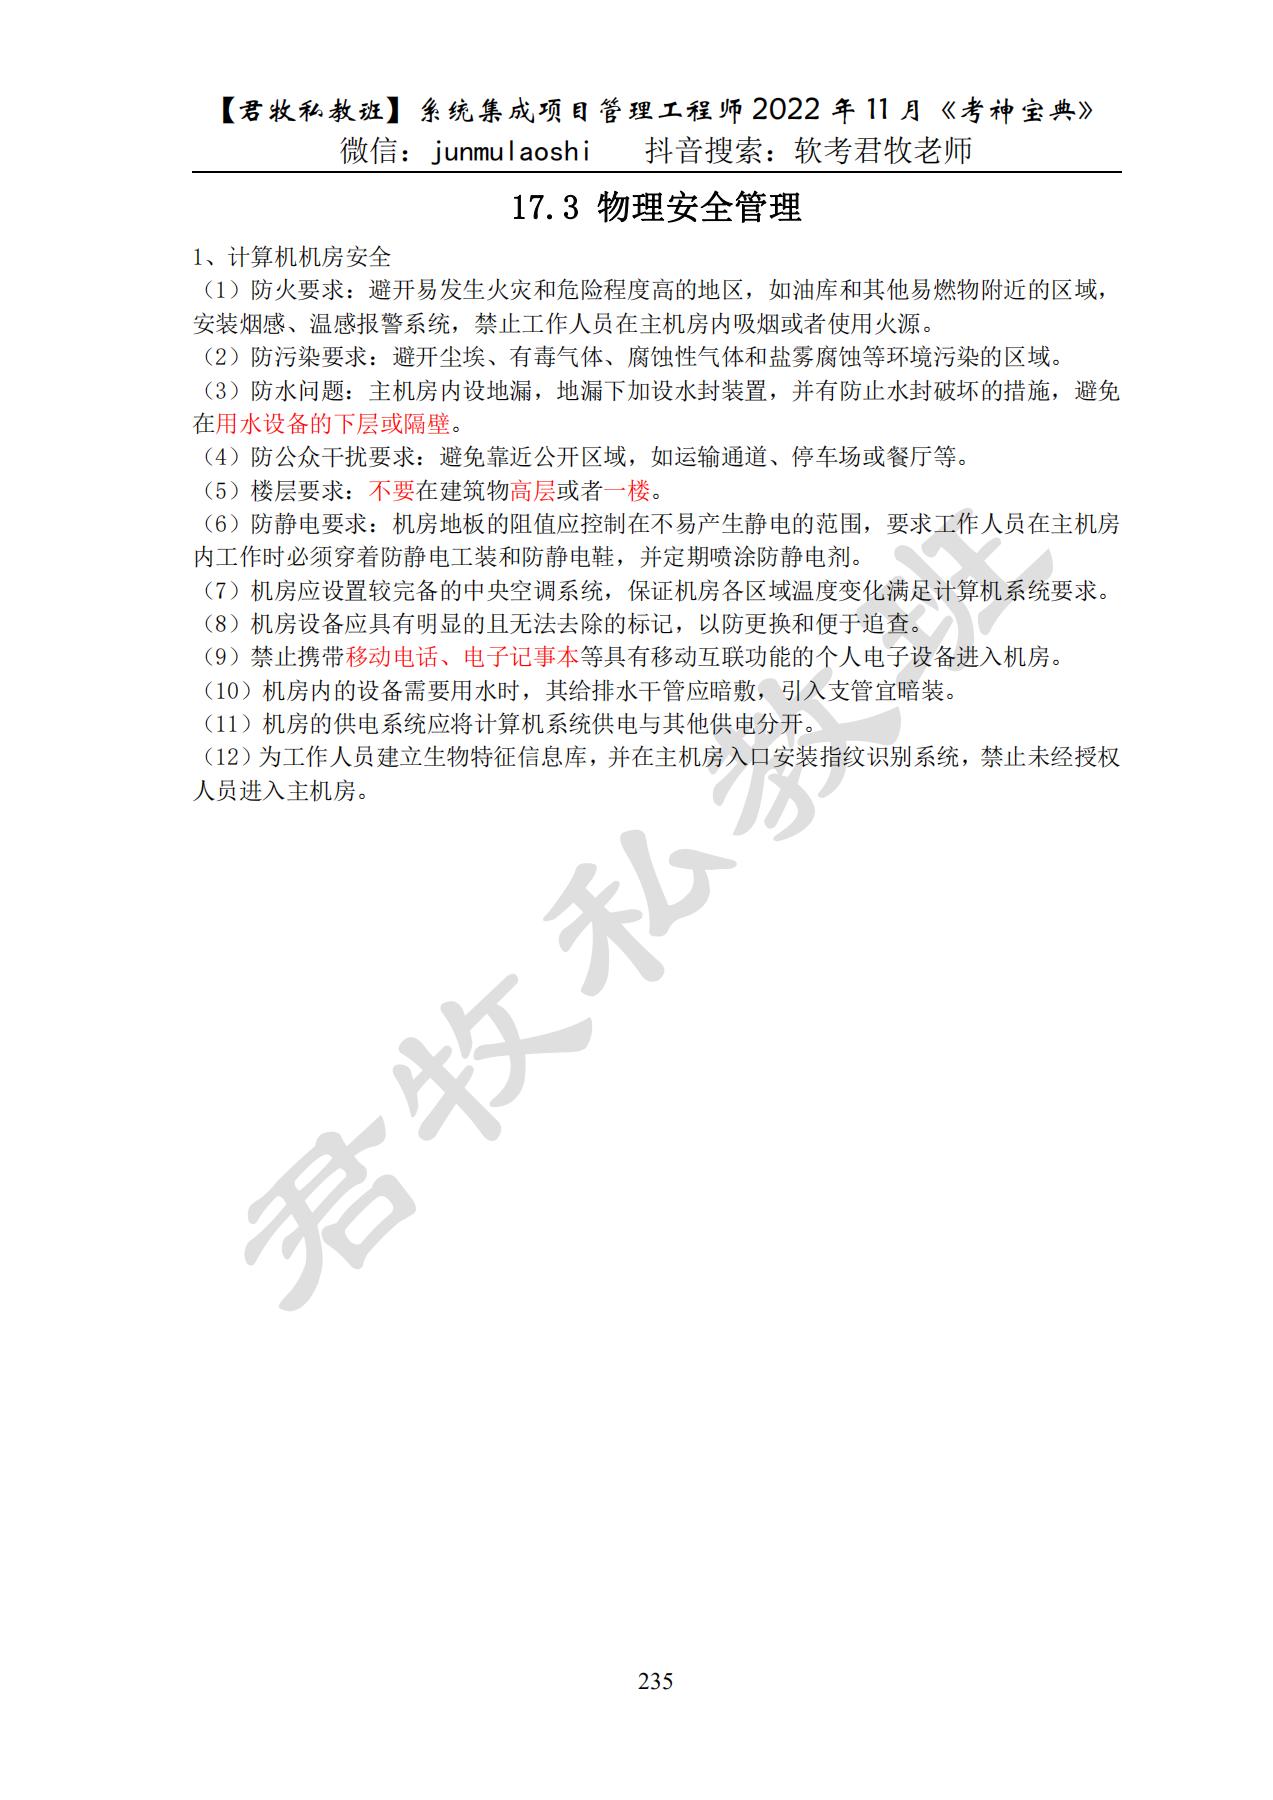 【君牧私教班】系统集成项目管理工程师 2022 年 11 月《考神宝典》
微信：junmulaoshi 抖音搜索：软考君牧老师
17.3 物理安全管理
1、计算机机房安全
（1）防火要求：避开易发生火灾和危险程度高的地区，如油库和其他易燃物附近的区域，
安装烟感、温感报警系统，禁止工作人员在主机房内吸烟或者使用火源。
（2）防污染要求：避开尘埃、有毒气体、腐蚀性气体和盐雾腐蚀等环境污染的区域。
（3）防水问题：主机房内设地漏，地漏下加设水封装置，并有防止水封破坏的措施，避免
在用水设备的下层或隔壁。
（4）防公众干扰要求：避免靠近公开区域，如运输通道、停车场或餐厅等。
（5）楼层要求：不要在建筑物高层或者一楼。
（6）防静电要求：机房地板的阻值应控制在不易产生静电的范围，要求工作人员在主机房
内工作时必须穿着防静电工装和防静电鞋，并定期喷涂防静电剂。
（7）机房应设置较完备的中央空调系统，保证机房各区域温度变化满足计算机系统要求。
（8）机房设备应具有明显的且无法去除的标记，以防更换和便于追查。
（9）禁止携带移动电话、电子记事本等具有移动互联功能的个人电子设备进入机房。
（10）机房内的设备需要用水时，其给排水干管应暗敷，引入支管宜暗装。
（11）机房的供电系统应将计算机系统供电与其他供电分开。
（12）为工作人员建立生物特征信息库，并在主机房入口安装指纹识别系统，禁止未经授权
人员进入主机房。
君牧私教班
235